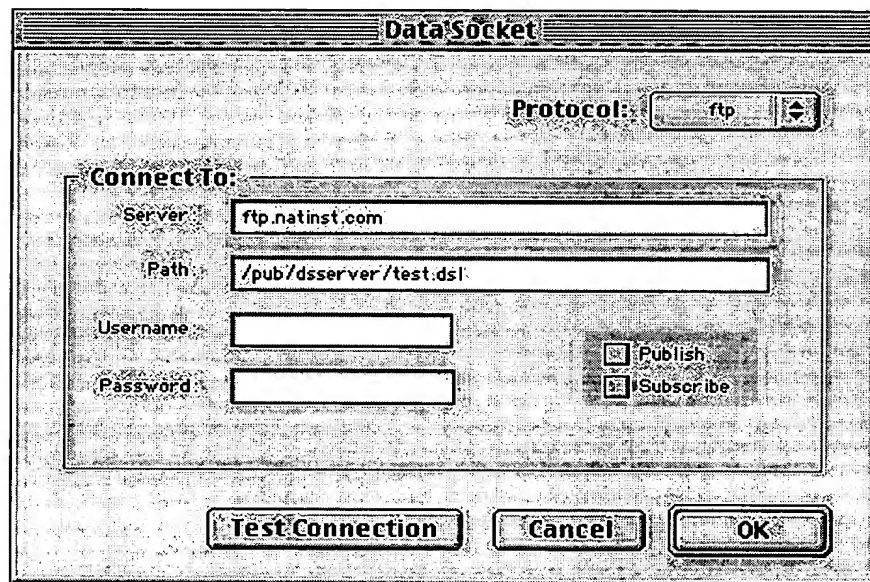 Data Socket
Protocol: ftp
Connect To:
Server: ftp.natinst.com
Path: /pub/dsserver/test.dsl
Username:
Password:
Publish
Subscribe
Test Connection Cancel OK